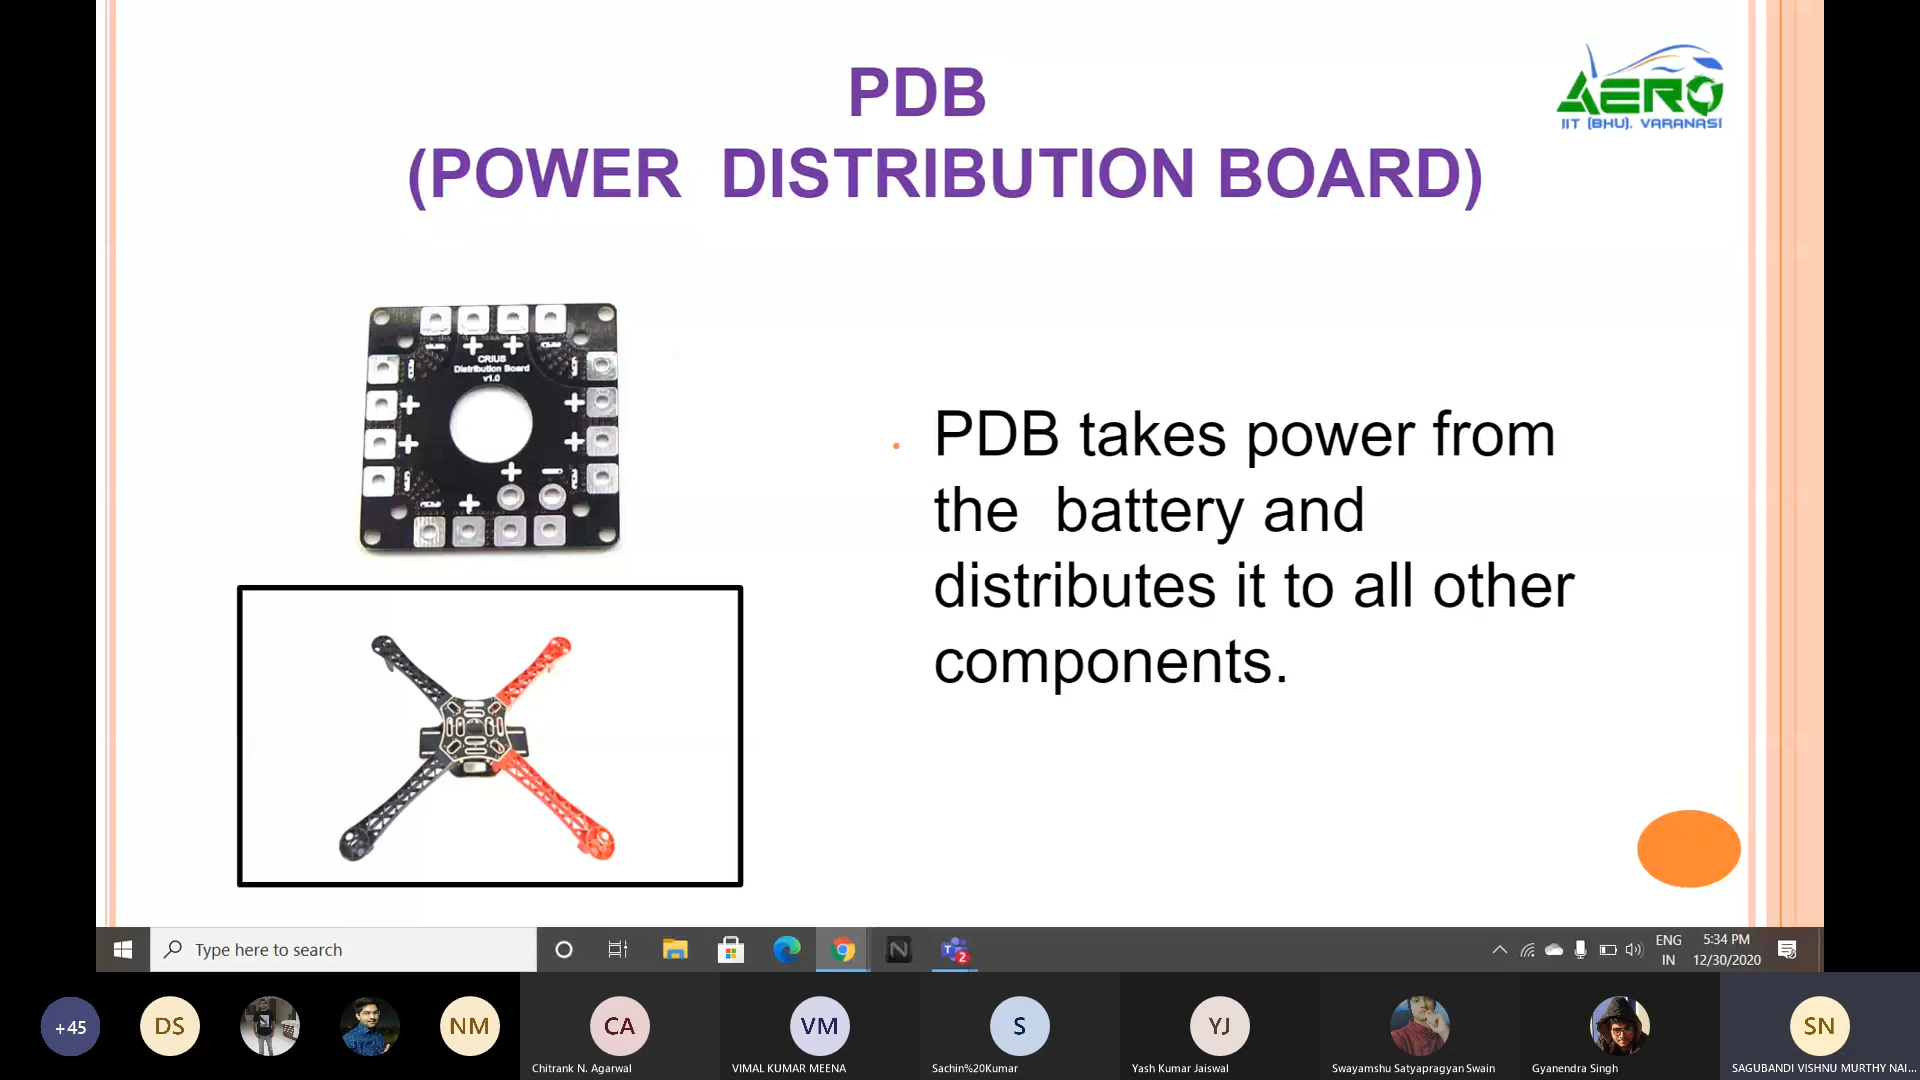 PDB
(POWER DISTRIBUTION BOARD)
AERO
IIT (BHU), VARANASI
CRIUS
Distribution Board
v1.0
PDB takes power from
the battery and
distributes it to all other
components.
Type here to search
ENG
IN
5:34 PM
12/30/2020
+45
DS
NM
CA
VM
S
YJ
SN
Chitrank N. Agarwal
VIMAL KUMAR MEENA
Sachin%20Kumar
Yash Kumar Jaiswal
Swayamshu Satyapragyan Swain
Gyanendra Singh
SAGUBANDI VISHNU MURTHY NAI...